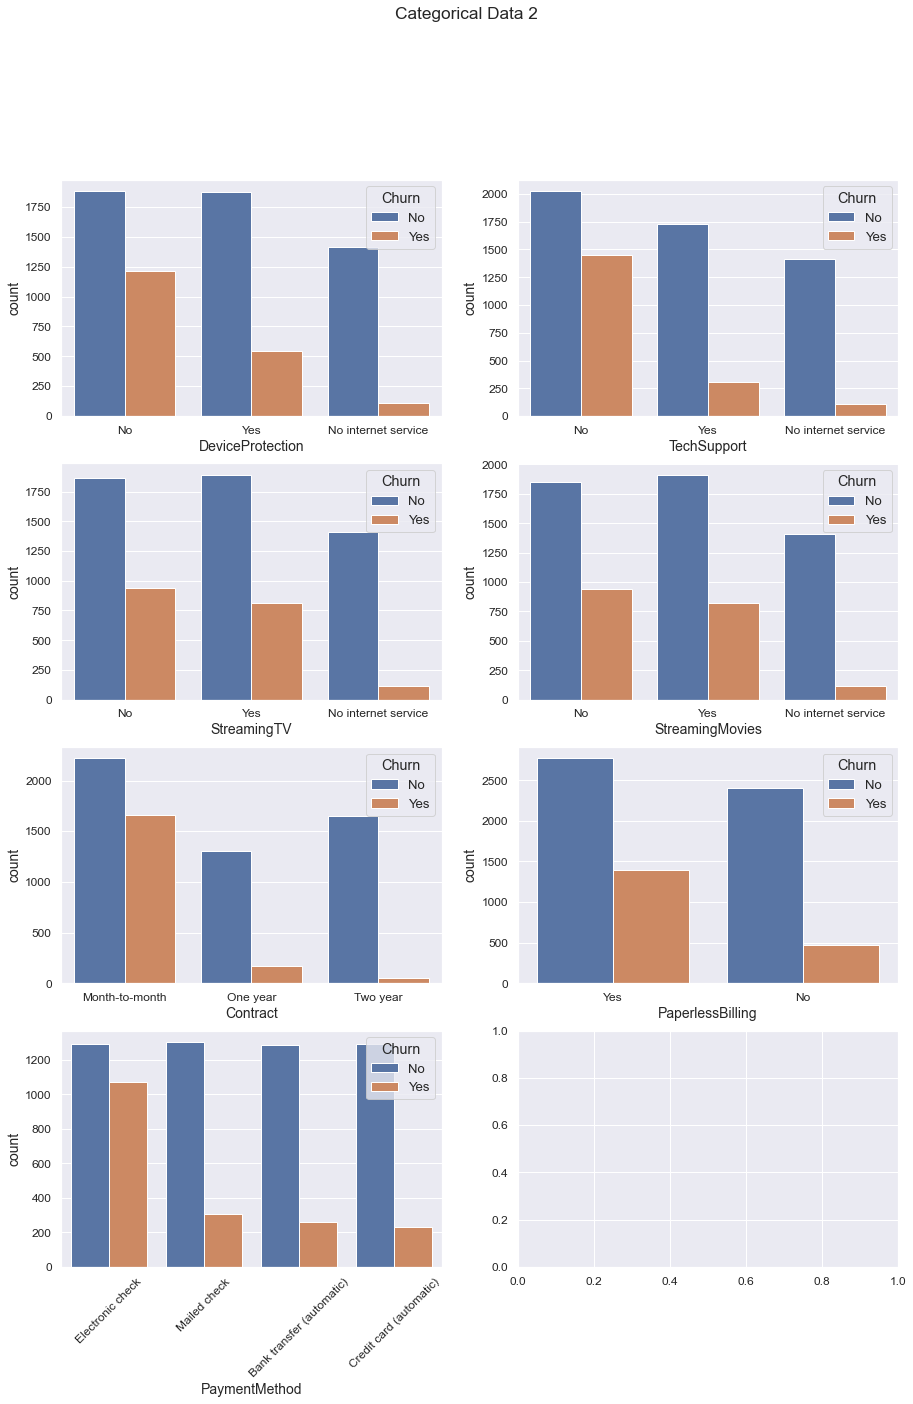 Categorical Data 2
1750
1500
1250
1000
750
500
250
0
count
Churn
No
Yes
No Yes No internet service
DeviceProtection
2000
1750
1500
1250
1000
750
500
250
0
count
Churn
No
Yes
No Yes No internet service
TechSupport
1750
1500
1250
1000
750
500
250
0
count
Churn
No
Yes
No Yes No internet service
StreamingTV
2000
1750
1500
1250
1000
750
500
250
0
count
Churn
No
Yes
No Yes No internet service
StreamingMovies
2000
1500
1000
500
0
count
Churn
No
Yes
Month-to-month One year Two year
Contract
2500
2000
1500
1000
500
0
count
Churn
No
Yes
Yes No
PaperlessBilling
1200
1000
800
600
400
200
0
count
Churn
No
Yes
Electronic check
Mailed check
Bank transfer (automatic)
Credit card (automatic)
PaymentMethod
1.0
0.8
0.6
0.4
0.2
0.0
0.0 0.2 0.4 0.6 0.8 1.0